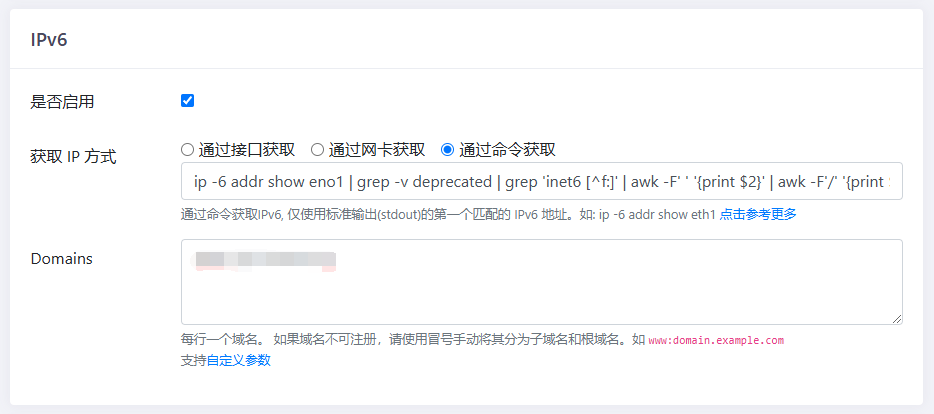 IPv6
是否启用
获取 IP 方式
通过接口获取 通过网卡获取 通过命令获取
ip -6 addr show eno1 | grep -v deprecated | grep 'inet6 [^f:]' | awk -F' ' '{print $2}' | awk -F'/' '{print
通过命令获取IPv6, 仅使用标准输出(stdout)的第一个匹配的 IPv6 地址。如: ip -6 addr show eth1 点击参考更多
Domains
每行一个域名。 如果域名不可注册，请使用冒号手动将其分为子域名和根域名。如 www:domain.example.com
支持自定义参数